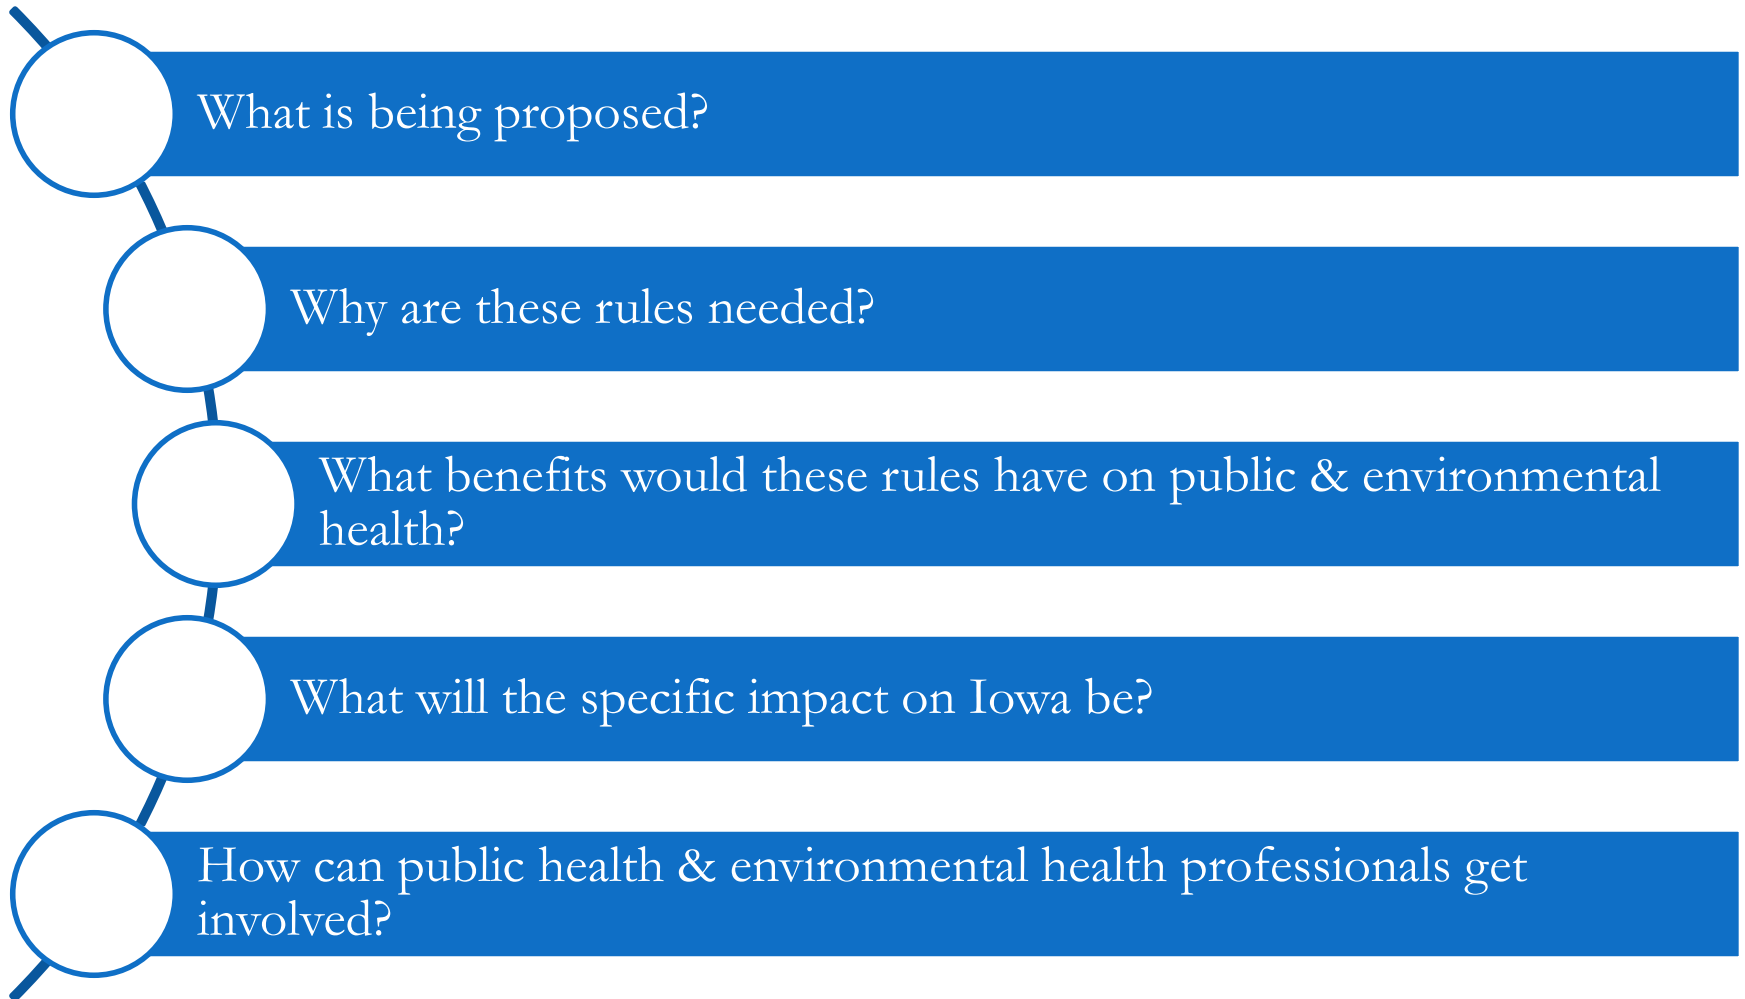 What is being proposed?
Why are these rules needed?
What benefits would these rules have on public & environmental
health?
What will the specific impact on Iowa be?
How can public health & environmental health professionals get
involved?